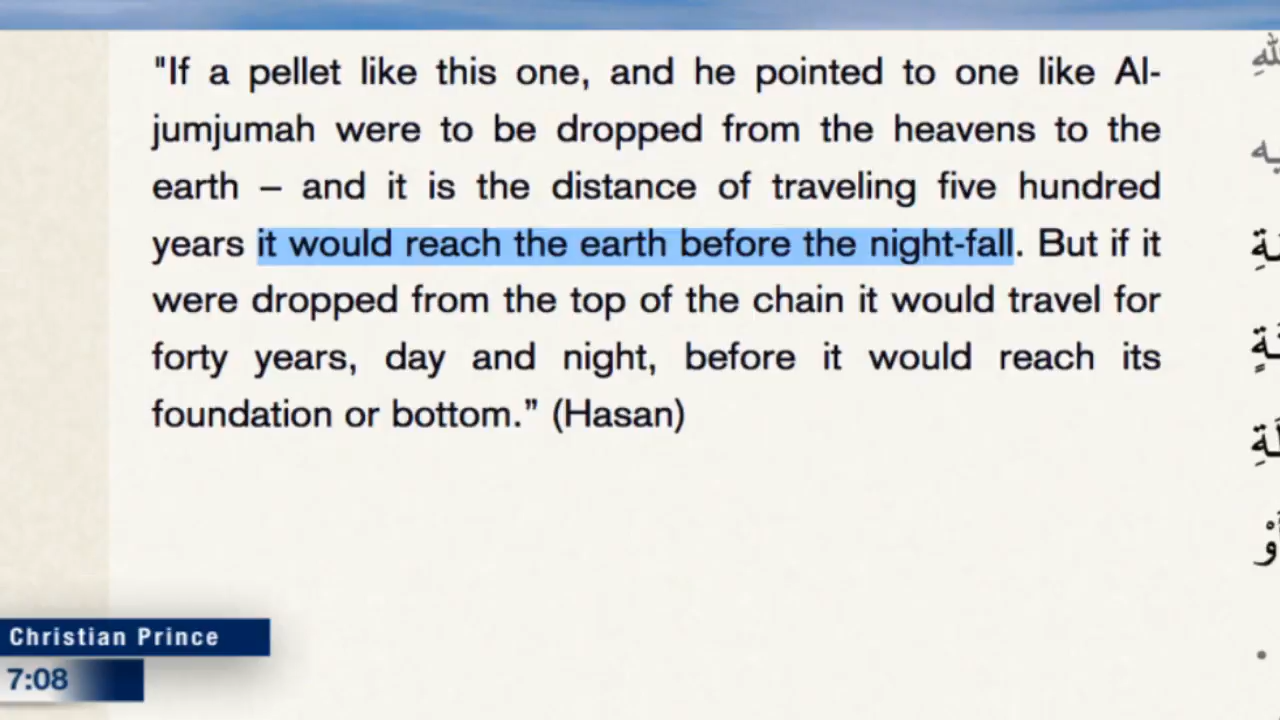 "If a pellet like this one, and he pointed to one like Al-
jumjumah were to be dropped from the heavens to the
earth – and it is the distance of traveling five hundred
years it would reach the earth before the night-fall. But if it
were dropped from the top of the chain it would travel for
forty years, day and night, before it would reach its
foundation or bottom.” (Hasan)
Christian Prince
7:08